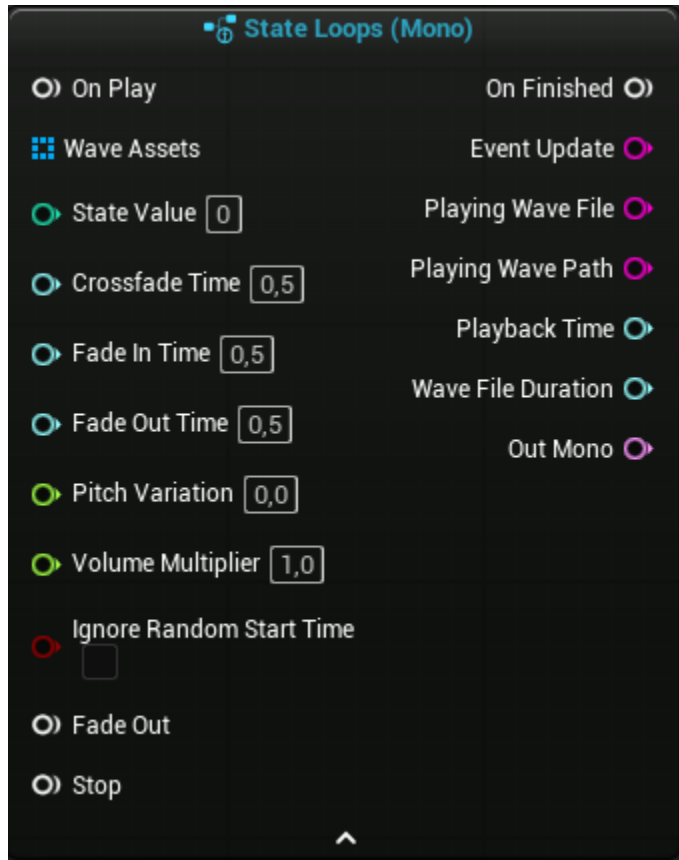 State Loops (Mono)
On Play
On Finished
Wave Assets
Event Update
State Value 0
Playing Wave File
Crossfade Time 0,5
Playing Wave Path
Fade In Time 0,5
Playback Time
Fade Out Time 0,5
Wave File Duration
Pitch Variation 0,0
Out Mono
Volume Multiplier 1,0
Ignore Random Start Time
Fade Out
Stop